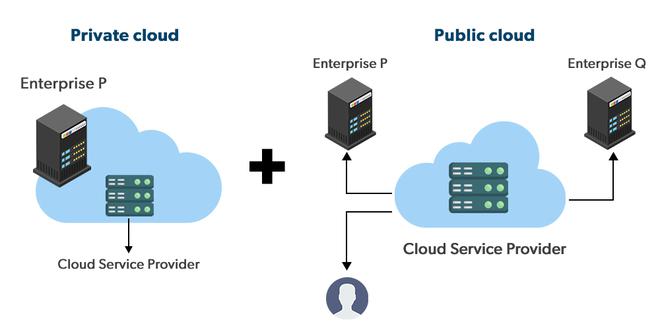 Private cloud
Public cloud
Enterprise P
Enterprise P
Enterprise Q
Cloud Service Provider
Cloud Service Provider